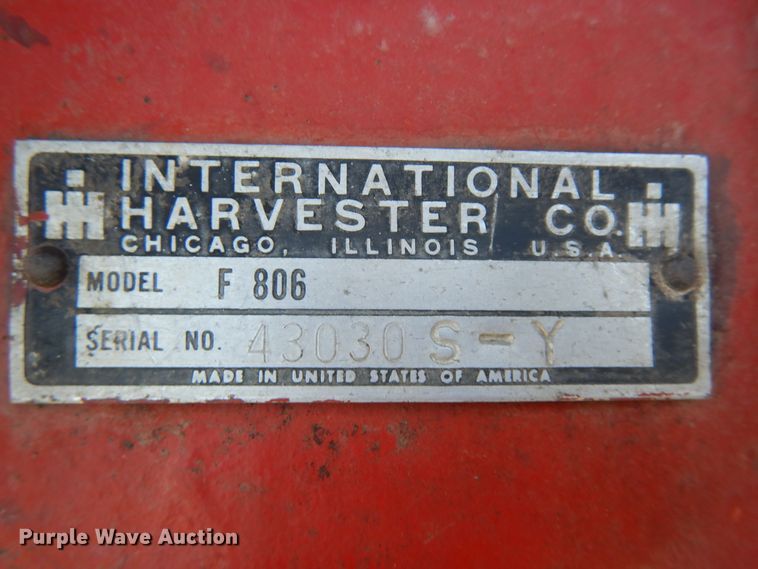 INTERNATIONAL
HARVESTER CO.
CHICAGO, ILLINOIS U.S.A.
MODEL F 806
SERIAL NO. 43030 S-Y
MADE IN UNITED STATES OF AMERICA
Purple Wave Auction